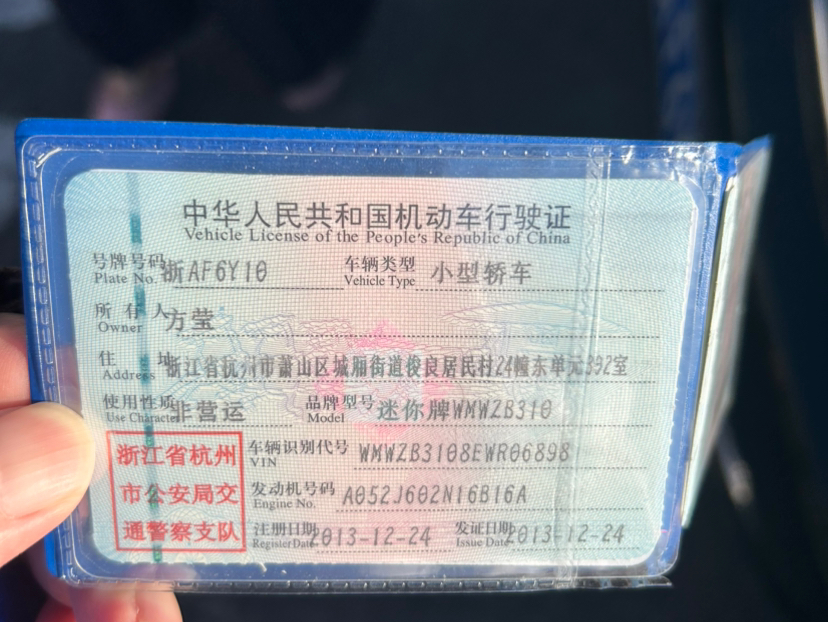 中华人民共和国机动车行驶证
Vehicle License of the People's Republic of China
号牌号码 浙AF6Y10 车辆类型 小型轿车
Plate No. Vehicle Type
所有人 方莹
Owner
住址 浙江省杭州市萧山区城厢街道俊良居民村24幢东单元392室
Address
使用性质 非营运 品牌型号 迷你牌WMWZB310
Use Character Model
浙江省杭州 车辆识别代号 WMWZB3108EWR06898
VIN
市公安局交 发动机号码 A052J602N16B16A
Engine No.
通警察支队 注册日期 2013-12-24 发证日期 2013-12-24
Register Date Issue Date